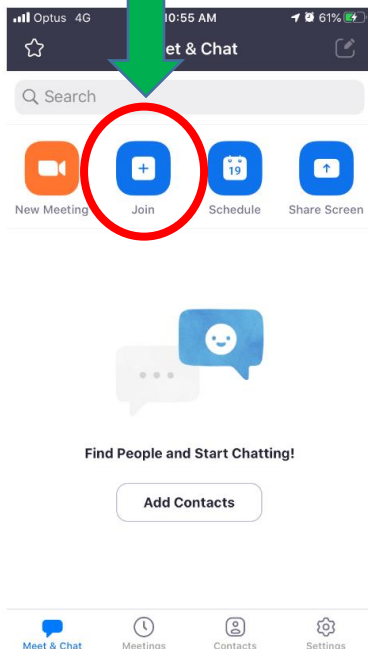 Optus 4G 10:55 AM 61%
et & Chat
Search
19
New Meeting Join Schedule Share Screen
Find People and Start Chatting!
Add Contacts
Meet & Chat Meetings Contacts Settings